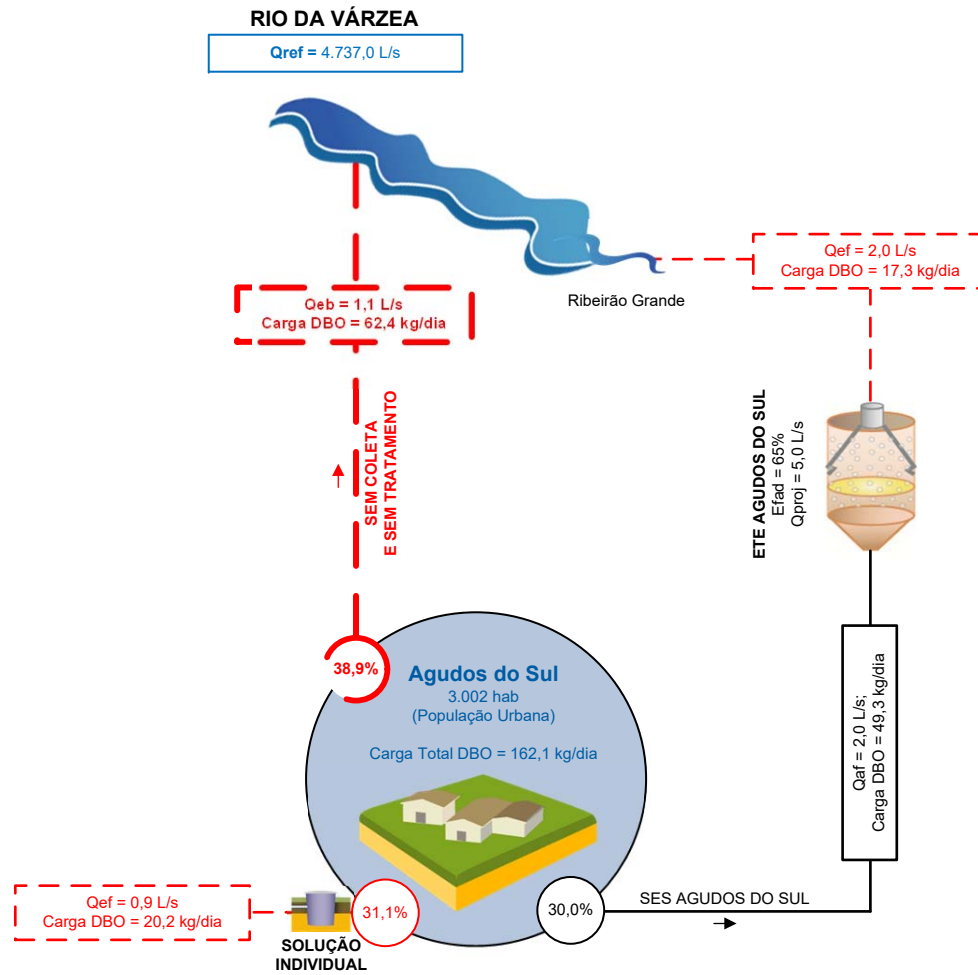 RIO DA VÁRZEA
Qref = 4.737,0 L/s
Qef = 2,0 L/s
Carga DBO = 17,3 kg/dia
Ribeirão Grande
Qeb = 1,1 L/s
Carga DBO = 62,4 kg/dia
SEM COLETA
E SEM TRATAMENTO
ETE AGUDOS DO SUL
Efad = 65%
Qproj = 5,0 L/s
38,9%
Agudos do Sul
3.002 hab
(População Urbana)
Carga Total DBO = 162,1 kg/dia
Qaf = 2,0 L/s;
Carga DBO = 49,3 kg/dia
Qef = 0,9 L/s
Carga DBO = 20,2 kg/dia
31,1%
SOLUÇÃO
INDIVIDUAL
30,0%
SES AGUDOS DO SUL